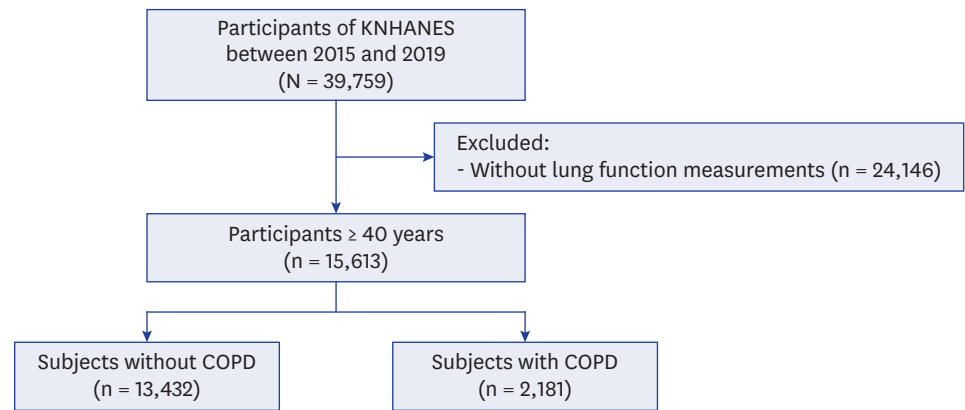 Participants of KNHANES
between 2015 and 2019
(N = 39,759)
Excluded:
- Without lung function measurements (n = 24,146)
Participants ≥ 40 years
(n = 15,613)
Subjects without COPD
(n = 13,432)
Subjects with COPD
(n = 2,181)